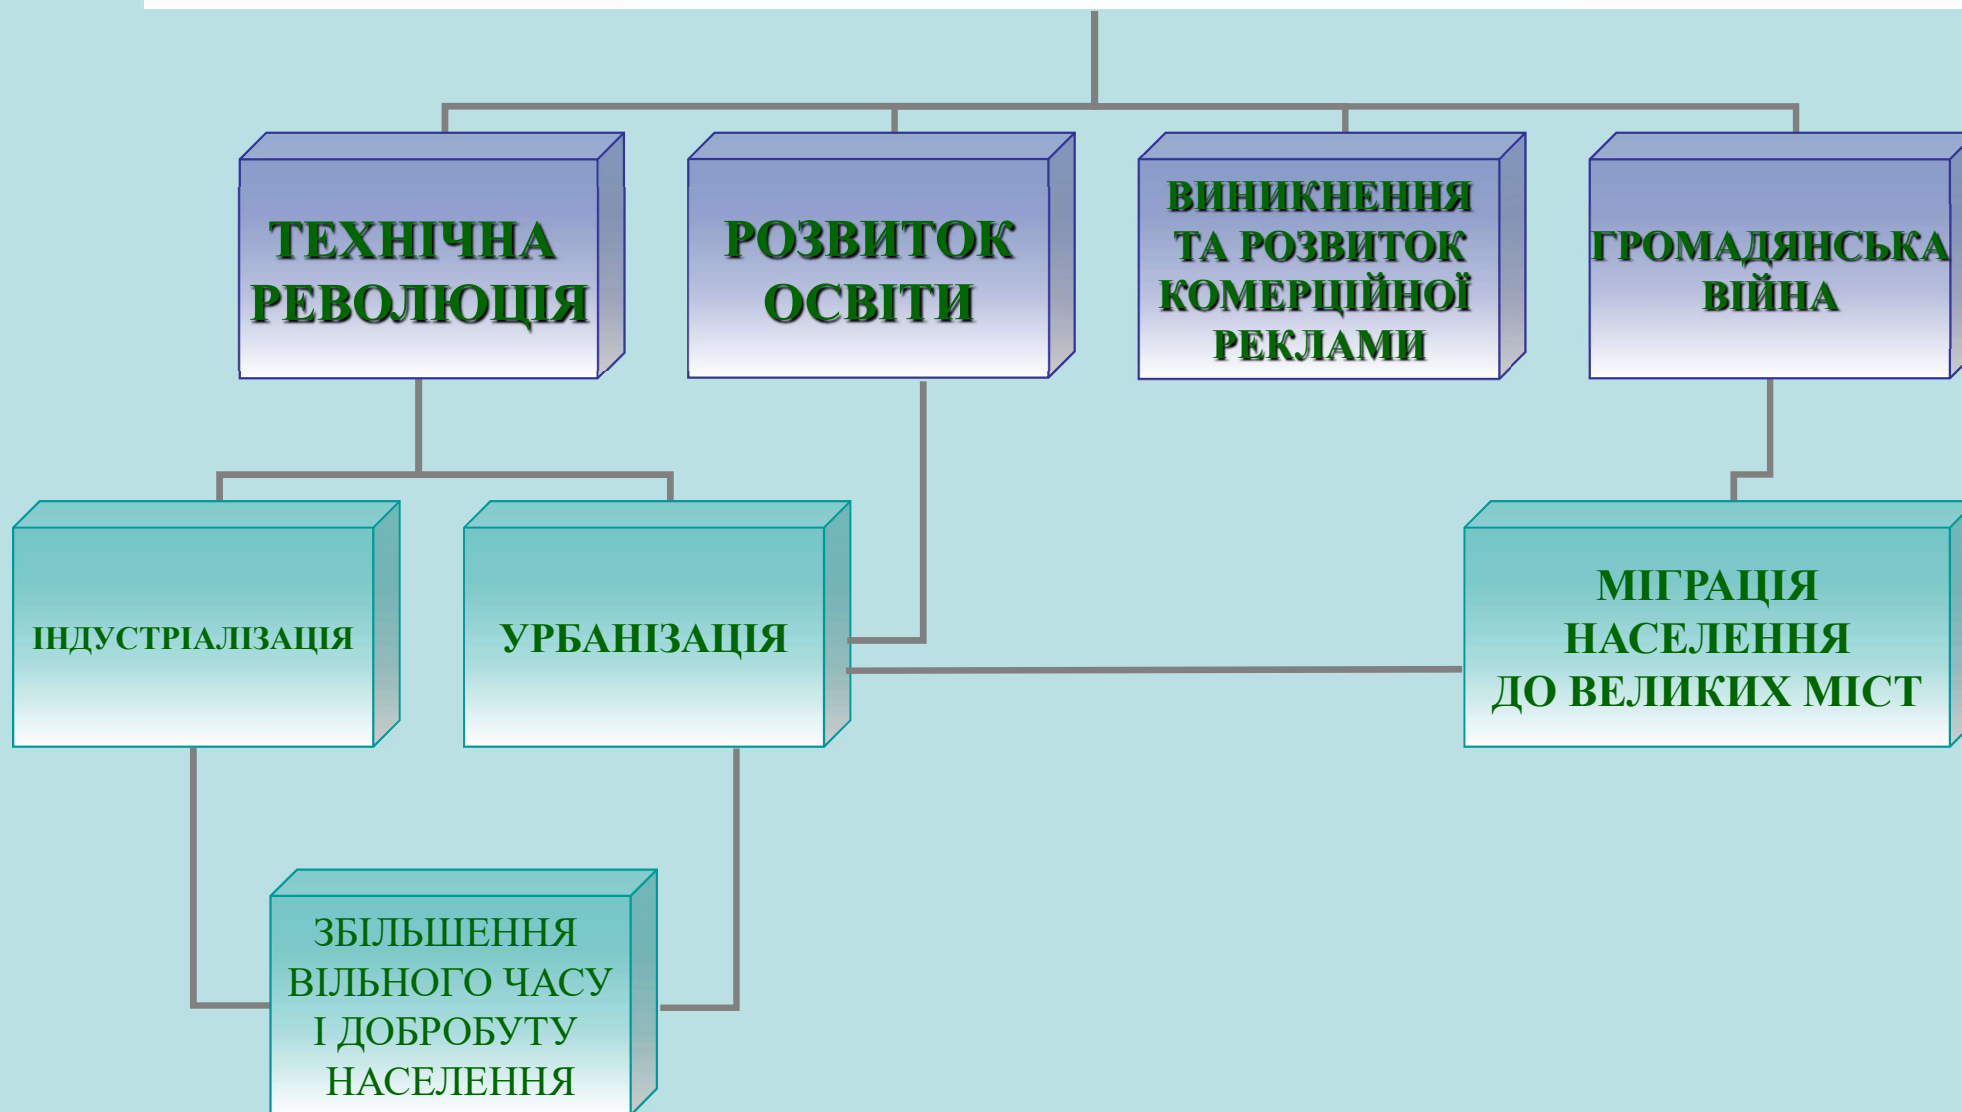 ТЕХНІЧНА
РЕВОЛЮЦІЯ
РОЗВИТОК
ОСВІТИ
ВИНИКНЕННЯ
ТА РОЗВИТОК
КОМЕРЦІЙНОЇ
РЕКЛАМИ
ГРОМАДЯНСЬКА
ВІЙНА
ІНДУСТРІАЛІЗАЦІЯ
УРБАНІЗАЦІЯ
МІГРАЦІЯ
НАСЕЛЕННЯ
ДО ВЕЛИКИХ МІСТ
ЗБІЛЬШЕННЯ
ВІЛЬНОГО ЧАСУ
І ДОБРОБУТУ
НАСЕЛЕННЯ